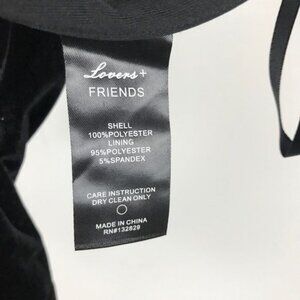 Lovers +
FRIENDS
SHELL
100%POLYESTER
LINING
95%POLYESTER
5%SPANDEX
CARE INSTRUCTION
DRY CLEAN ONLY
MADE IN CHINA
RN#132829